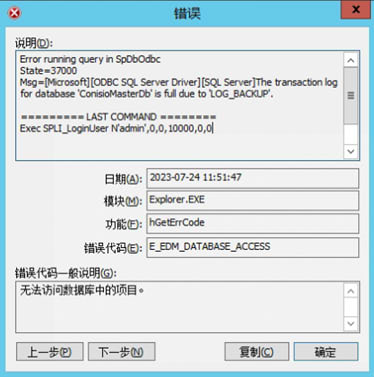 错误
说明(D):
Error running query in SpDbOdbc
State=37000
Msg=[Microsoft][ODBC SQL Server Driver][SQL Server]The transaction log
for database 'ConisioMasterDb' is full due to 'LOG_BACKUP'.
========= LAST COMMAND ========
Exec SPLI_LoginUser N'admin',0,0,10000,0,0
日期(A): 2023-07-24 11:51:47
模块(M): Explorer.EXE
功能(F): hGetErrCode
错误代码(E): E_EDM_DATABASE_ACCESS
错误代码一般说明(G):
无法访问数据库中的项目。
上一步(P) 下一步(N) 复制(C) 确定